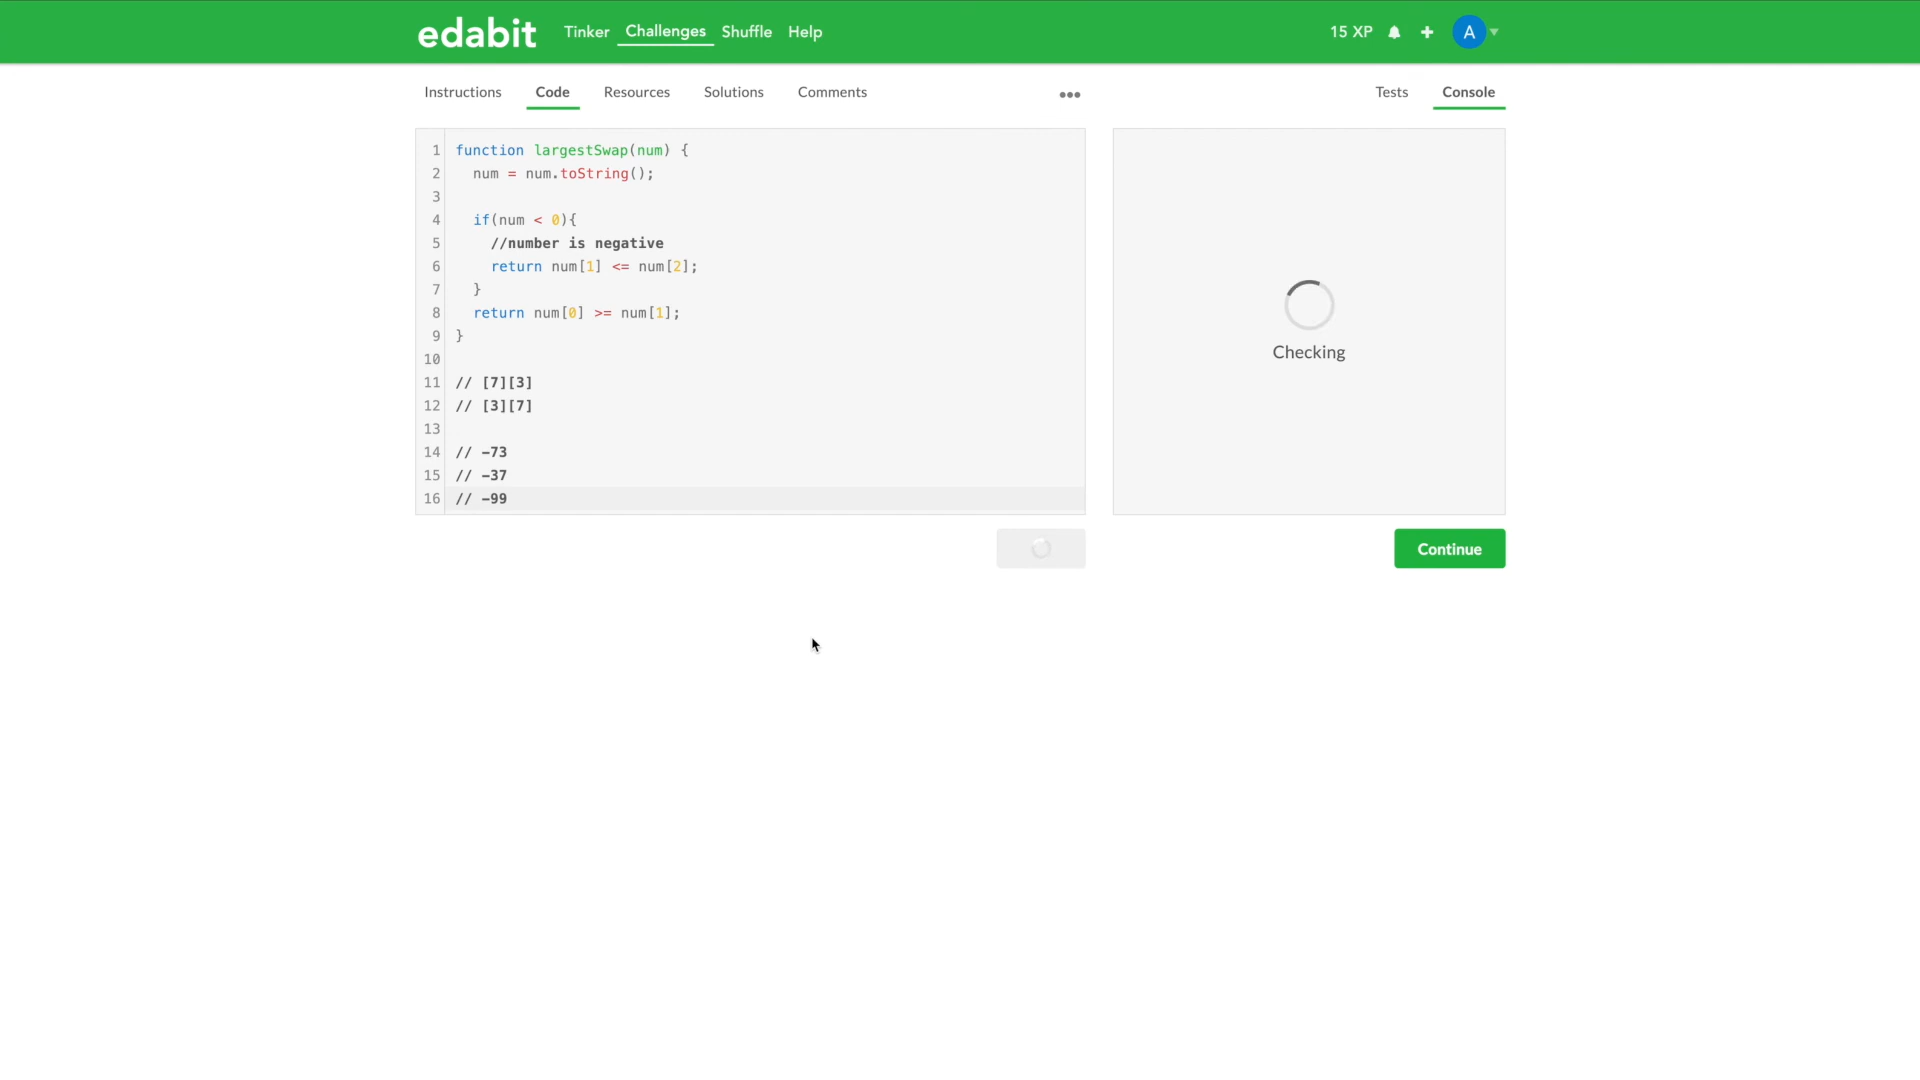 edabit Tinker Challenges Shuffle Help 15 XP A
Instructions Code Resources Solutions Comments ••• Tests Console
1 function largestSwap(num) {
2   num = num.toString();
3
4   if(num < 0){
5     //number is negative
6     return num[1] <= num[2];
7   }
8   return num[0] >= num[1];
9 }
10
11 // [7][3]
12 // [3][7]
13
14 // -73
15 // -37
16 // -99
Checking
Continue